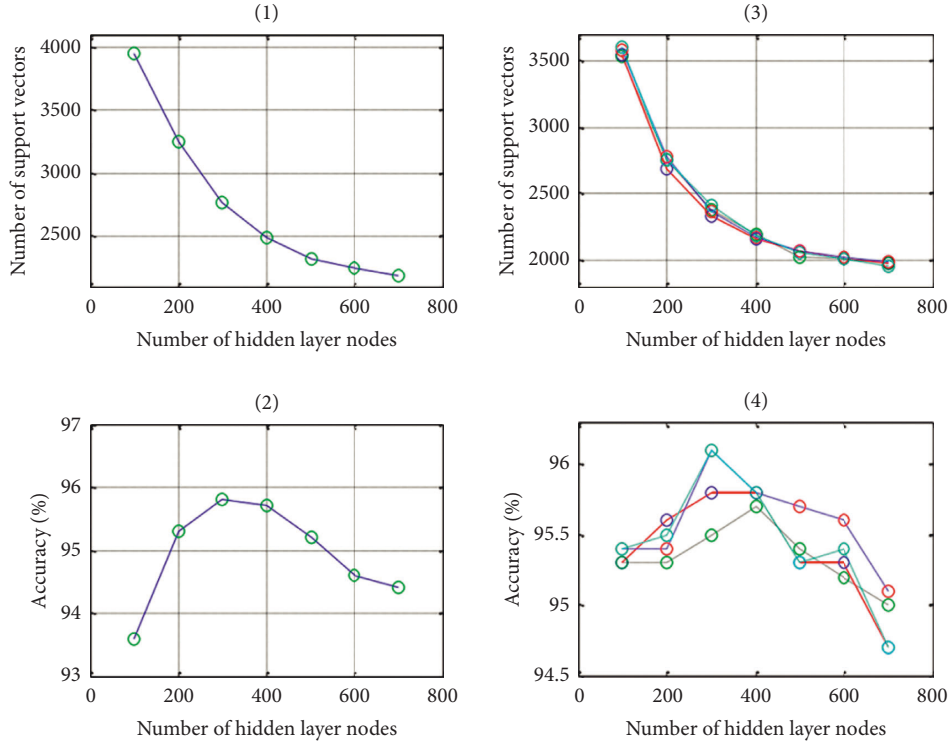 (1)
Number of support vectors
4000
3500
3000
2500
0 200 400 600 800
Number of hidden layer nodes
(3)
Number of support vectors
3500
3000
2500
2000
0 200 400 600 800
Number of hidden layer nodes
(2)
Accuracy (%)
97
96
95
94
93
0 200 400 600 800
Number of hidden layer nodes
(4)
Accuracy (%)
96
95.5
95
94.5
0 200 400 600 800
Number of hidden layer nodes